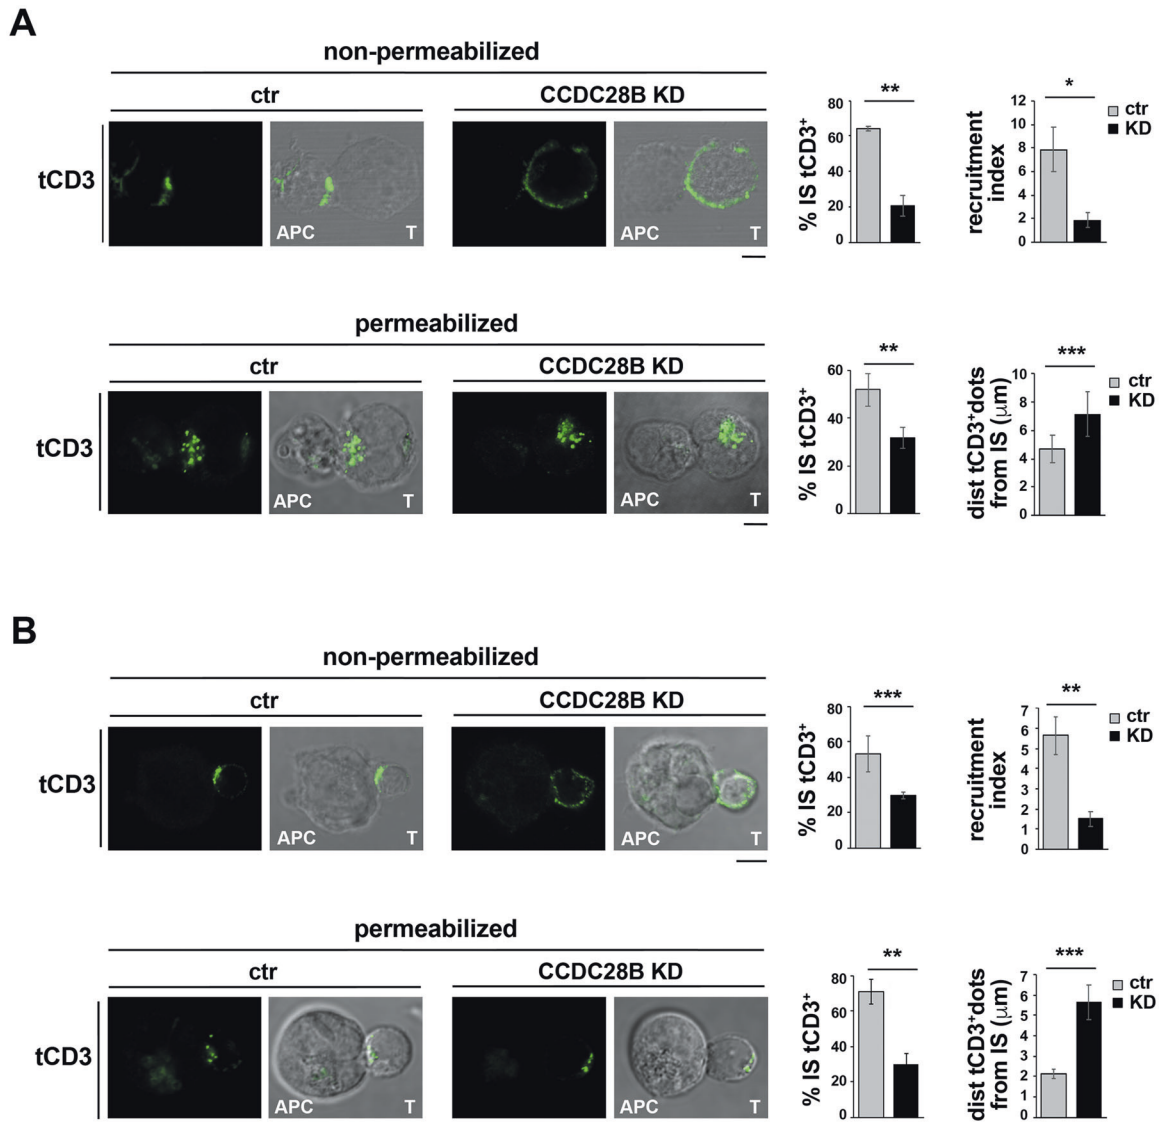 A
non-permeabilized
ctr
CCDC28B KD
tCD3
APC T
APC T
% IS tCD3+
80
60
40
20
0
**
recruitment
index
12
10
8
6
4
2
0
*
ctr
KD
permeabilized
ctr
CCDC28B KD
tCD3
APC T
APC T
% IS tCD3+
60
40
20
0
**
dist tCD3+dots
from IS (μm)
10
8
6
4
2
0
***
ctr
KD
B
non-permeabilized
ctr
CCDC28B KD
tCD3
APC T
APC T
% IS tCD3+
80
60
40
20
0
***
recruitment
index
7
6
5
4
3
2
1
0
**
ctr
KD
permeabilized
ctr
CCDC28B KD
tCD3
APC T
APC T
% IS tCD3+
80
60
40
20
0
**
dist tCD3+dots
from IS (μm)
7
6
5
4
3
2
1
0
***
ctr
KD